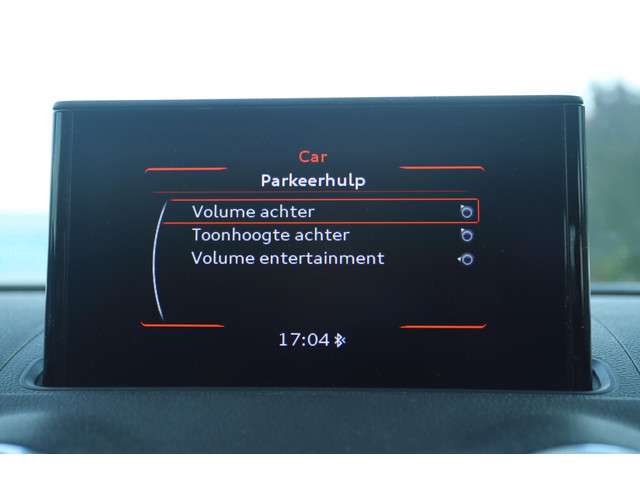 Car
Parkeerhulp
Volume achter
Toonhoogte achter
Volume entertainment
17:04